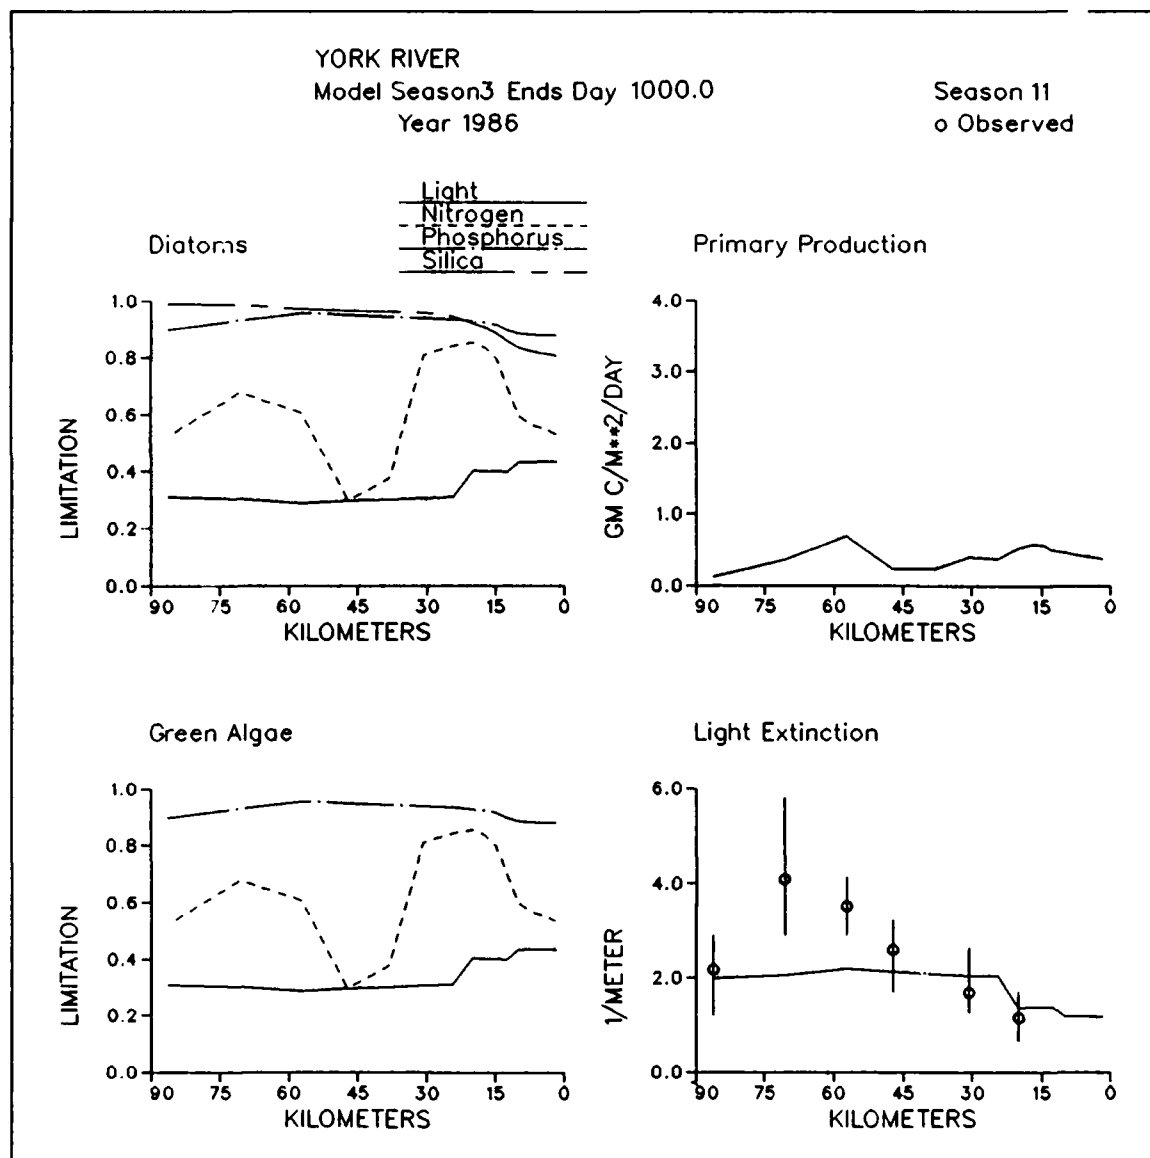 YORK RIVER
Model Season3 Ends Day 1000.0
Year 1986
Season 11
o Observed
Light
Nitrogen
Phosphorus
Silica
Diatoms
1.0
0.8
0.6
0.4
0.2
0.0
LIMITATION
90 75 60 45 30 15 0
KILOMETERS
Primary Production
4.0
3.0
2.0
1.0
0.0
GM C/M**2/DAY
90 75 60 45 30 15 0
KILOMETERS
Green Algae
1.0
0.8
0.6
0.4
0.2
0.0
LIMITATION
90 75 60 45 30 15 0
KILOMETERS
Light Extinction
6.0
4.0
2.0
0.0
1/METER
90 75 60 45 30 15 0
KILOMETERS